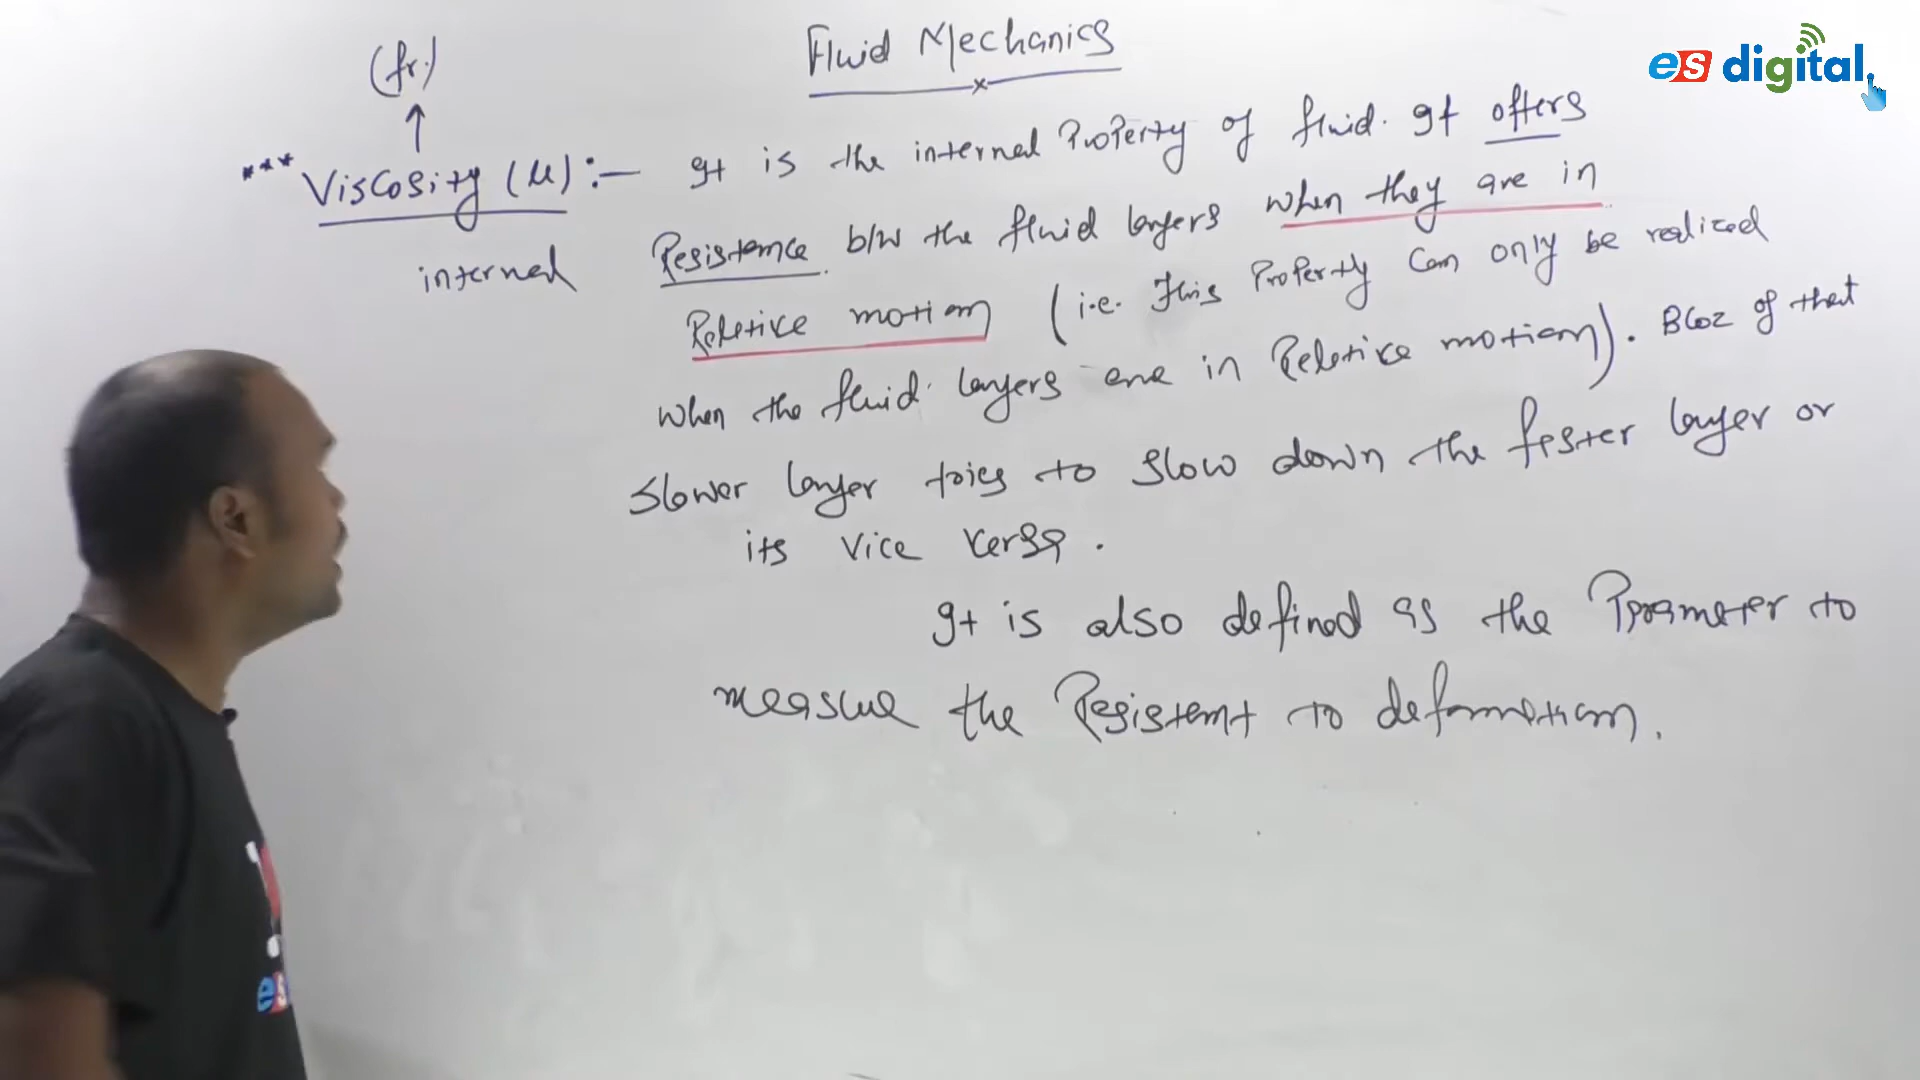 Fluid Mechanics
(fr.)
↑
*** Viscosity (μ) :- It is the internal Property of fluid. It offers
internal
Resistance b/w the fluid layers when they are in
Relative motion (i.e. This Property can only be realized
when the fluid layers are in Relative motion). Bcoz of that
slower layer tries to slow down the faster layer or
its vice versa.
It is also defined as the Parameter to
measure the Resistant to deformation.
es digital
es